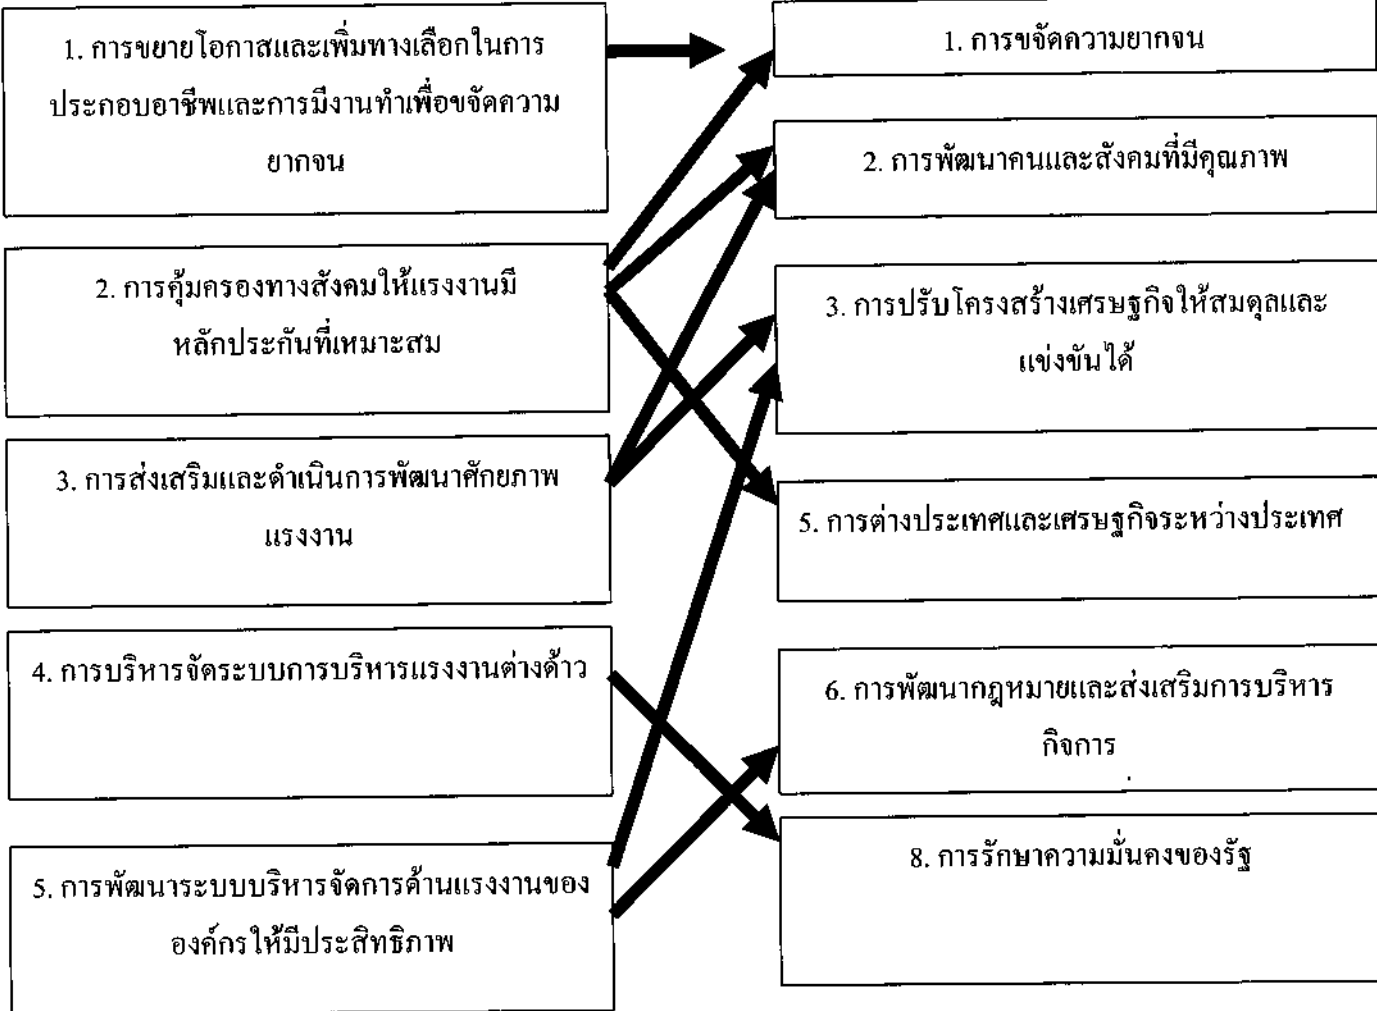 1. การขยายโอกาสและเพิ่มทางเลือกในการ
ประกอบอาชีพและการมีงานทำเพื่อขจัดความ
ยากจน
2. การคุ้มครองทางสังคมให้แรงงานมี
หลักประกันที่เหมาะสม
3. การส่งเสริมและดำเนินการพัฒนาศักยภาพ
แรงงาน
4. การบริหารจัดระบบการบริหารแรงงานต่างด้าว
5. การพัฒนาระบบบริหารจัดการด้านแรงงานของ
องค์กรให้มีประสิทธิภาพ
1. การขจัดความยากจน
2. การพัฒนาคนและสังคมที่มีคุณภาพ
3. การปรับโครงสร้างเศรษฐกิจให้สมดุลและ
แข่งขันได้
5. การต่างประเทศและเศรษฐกิจระหว่างประเทศ
6. การพัฒนากฎหมายและส่งเสริมการบริหาร
กิจการ
8. การรักษาความมั่นคงของรัฐ